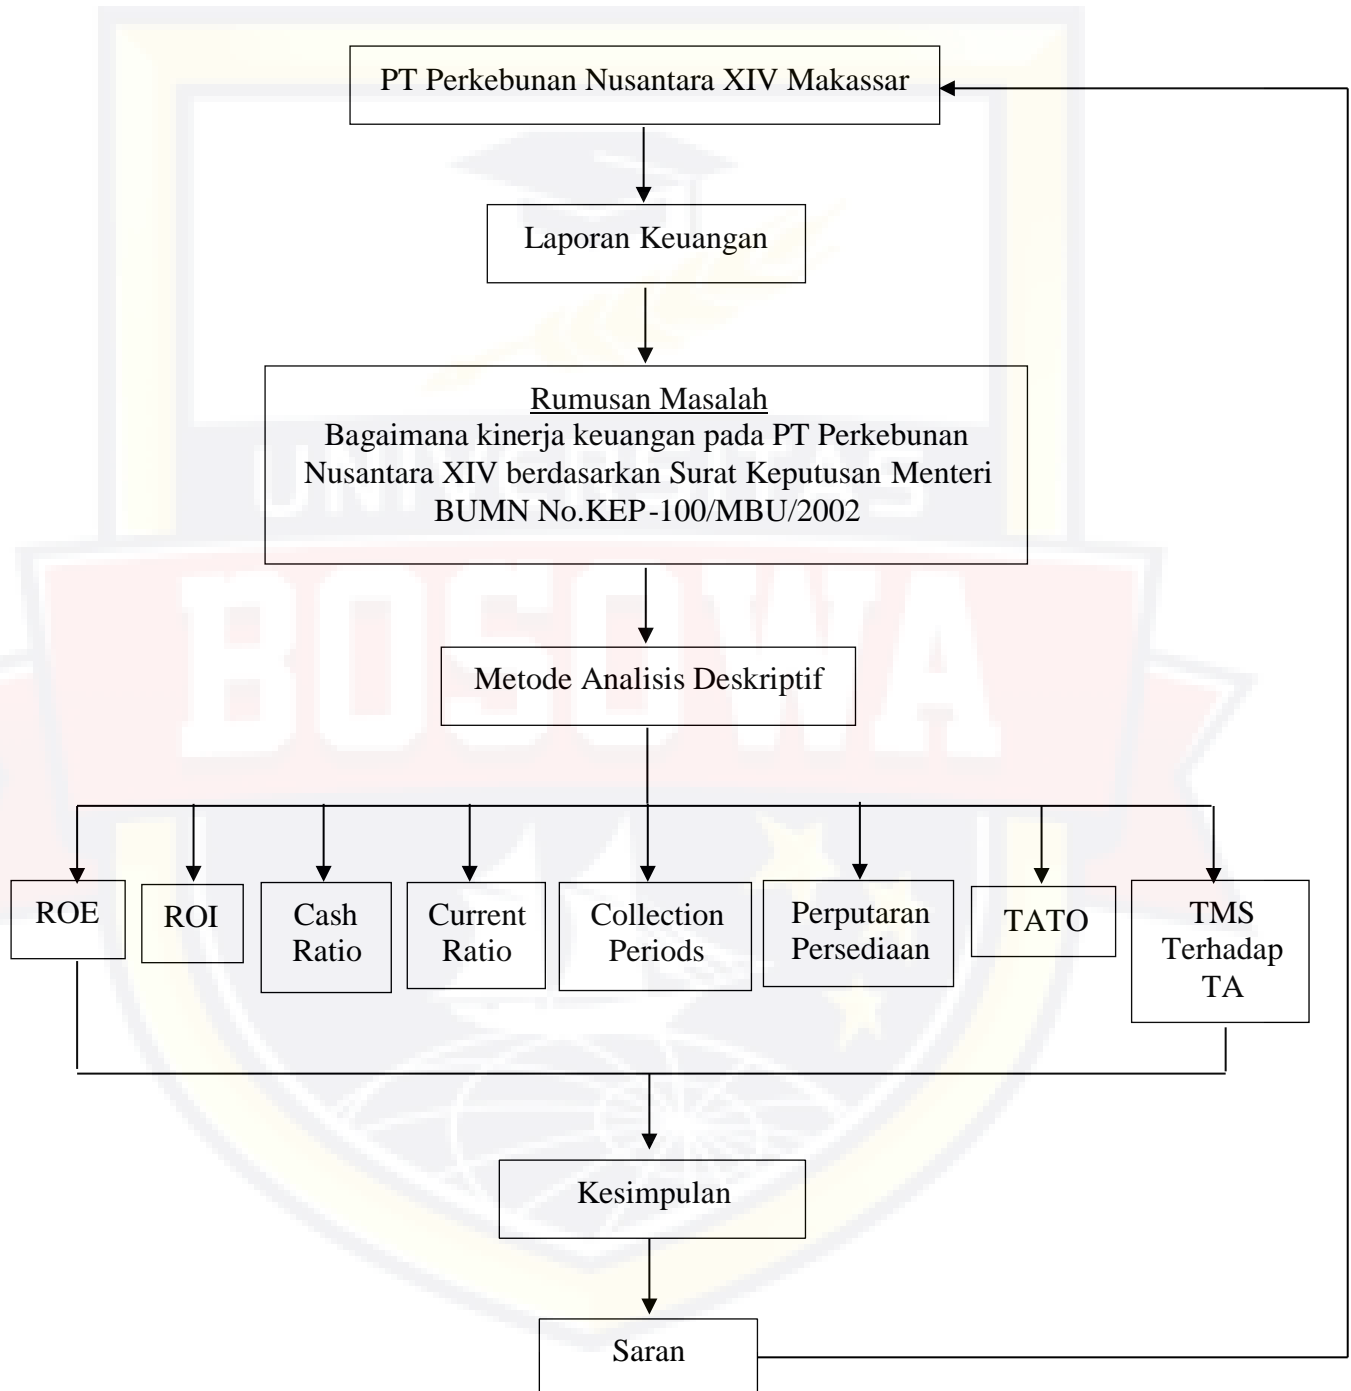 PT Perkebunan Nusantara XIV Makassar
Laporan Keuangan
Rumusan Masalah
Bagaimana kinerja keuangan pada PT Perkebunan
Nusantara XIV berdasarkan Surat Keputusan Menteri
BUMN No.KEP-100/MBU/2002
UNIVERSITAS
BOSOWA
Metode Analisis Deskriptif
ROE
ROI
Cash
Ratio
Current
Ratio
Collection
Periods
Perputaran
Persediaan
TATO
TMS
Terhadap
TA
Kesimpulan
Saran